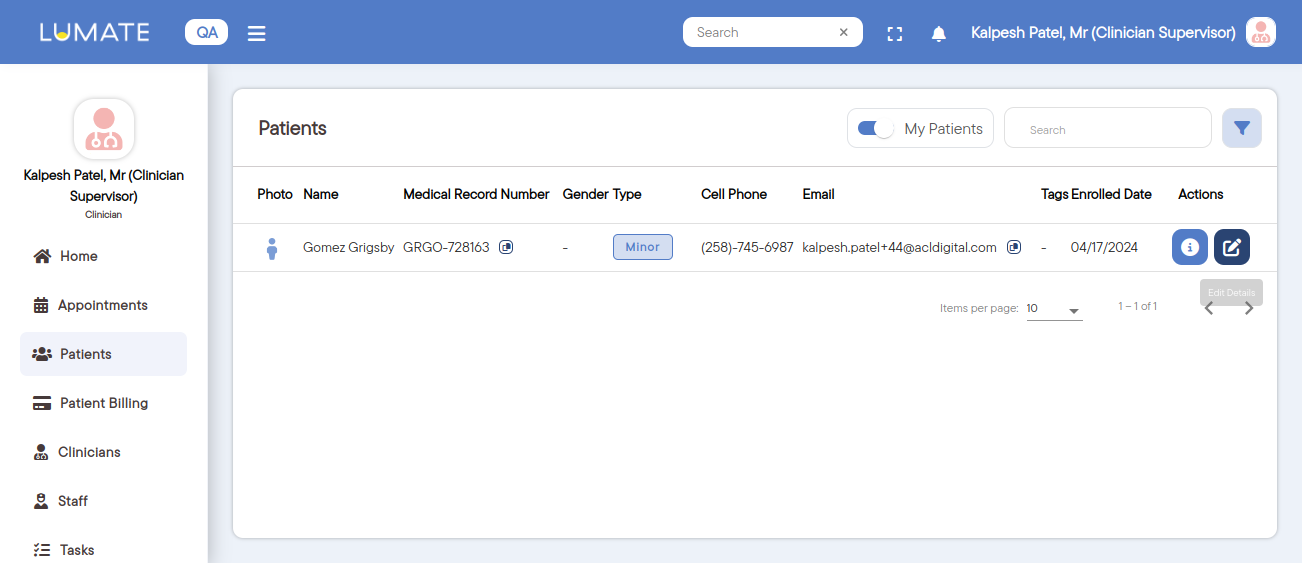 LUMATE QA Search × Kalpesh Patel, Mr (Clinician Supervisor)
Kalpesh Patel, Mr (Clinician
Supervisor)
Clinician
Home
Appointments
Patients
Patient Billing
Clinicians
Staff
Tasks
Patients My Patients Search
Photo Name Medical Record Number Gender Type Cell Phone Email Tags Enrolled Date Actions
Gomez Grigsby GRGO-728163 - Minor (258)-745-6987 kalpesh.patel+44@acldigital.com - 04/17/2024
Edit Details
Items per page: 10 1 – 1 of 1